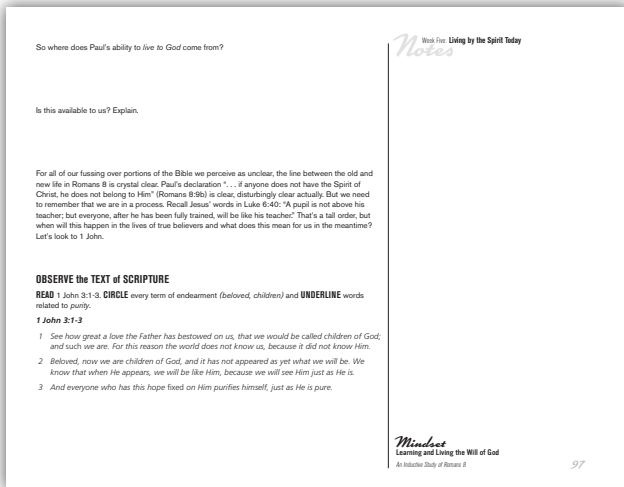 So where does Paul's ability to live to God come from?
Is this available to us? Explain.
For all of our fussing over portions of the Bible we perceive as unclear, the line between the old and
new life in Romans 8 is crystal clear. Paul's declaration ". . . if anyone does not have the Spirit of
Christ, he does not belong to Him" (Romans 8:9b) is clear, disturbingly clear actually. But we need
to remember that we are in a process. Recall Jesus' words in Luke 6:40: "A pupil is not above his
teacher; but everyone, after he has been fully trained, will be like his teacher." That's a tall order, but
when will this happen in the lives of true believers and what does this mean for us in the meantime?
Let's look to 1 John.
OBSERVE the TEXT of SCRIPTURE
READ 1 John 3:1-3. CIRCLE every term of endearment (beloved, children) and UNDERLINE words
related to purity.
1 John 3:1-3
1 See how great a love the Father has bestowed on us, that we would be called children of God;
and such we are. For this reason the world does not know us, because it did not know Him.
2 Beloved, now we are children of God, and it has not appeared as yet what we will be. We
know that when He appears, we will be like Him, because we will see Him just as He is.
3 And everyone who has this hope fixed on Him purifies himself, just as He is pure.
Week Five: Living by the Spirit Today
Notes
Mindset
Learning and Living the Will of God
An Inductive Study of Romans 8
97